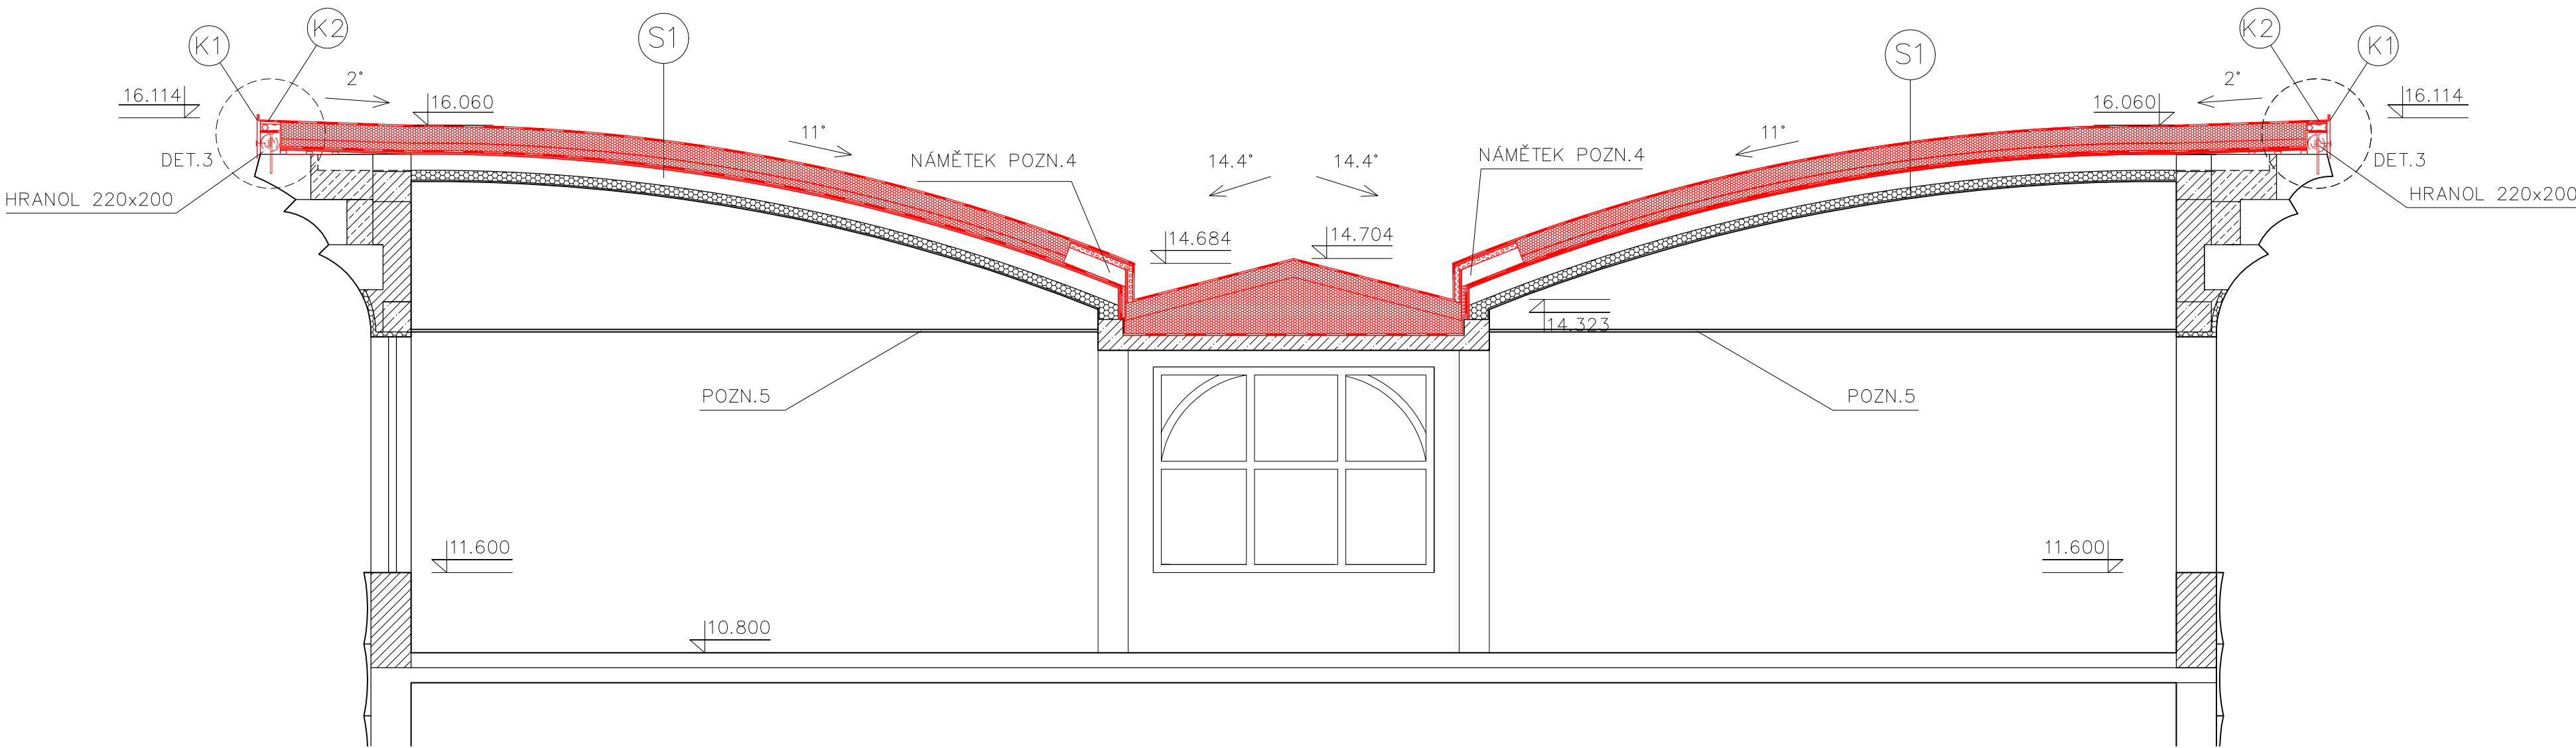 K1
K2
S1
S1
K2
K1
2°
2°
16.114
16.060
16.060
16.114
11°
11°
DET.3
NÁMĚTEK POZN.4
14.4°
14.4°
NÁMĚTEK POZN.4
DET.3
HRANOL 220x200
HRANOL 220x200
14.684
14.704
14.323
POZN.5
POZN.5
11.600
11.600
10.800